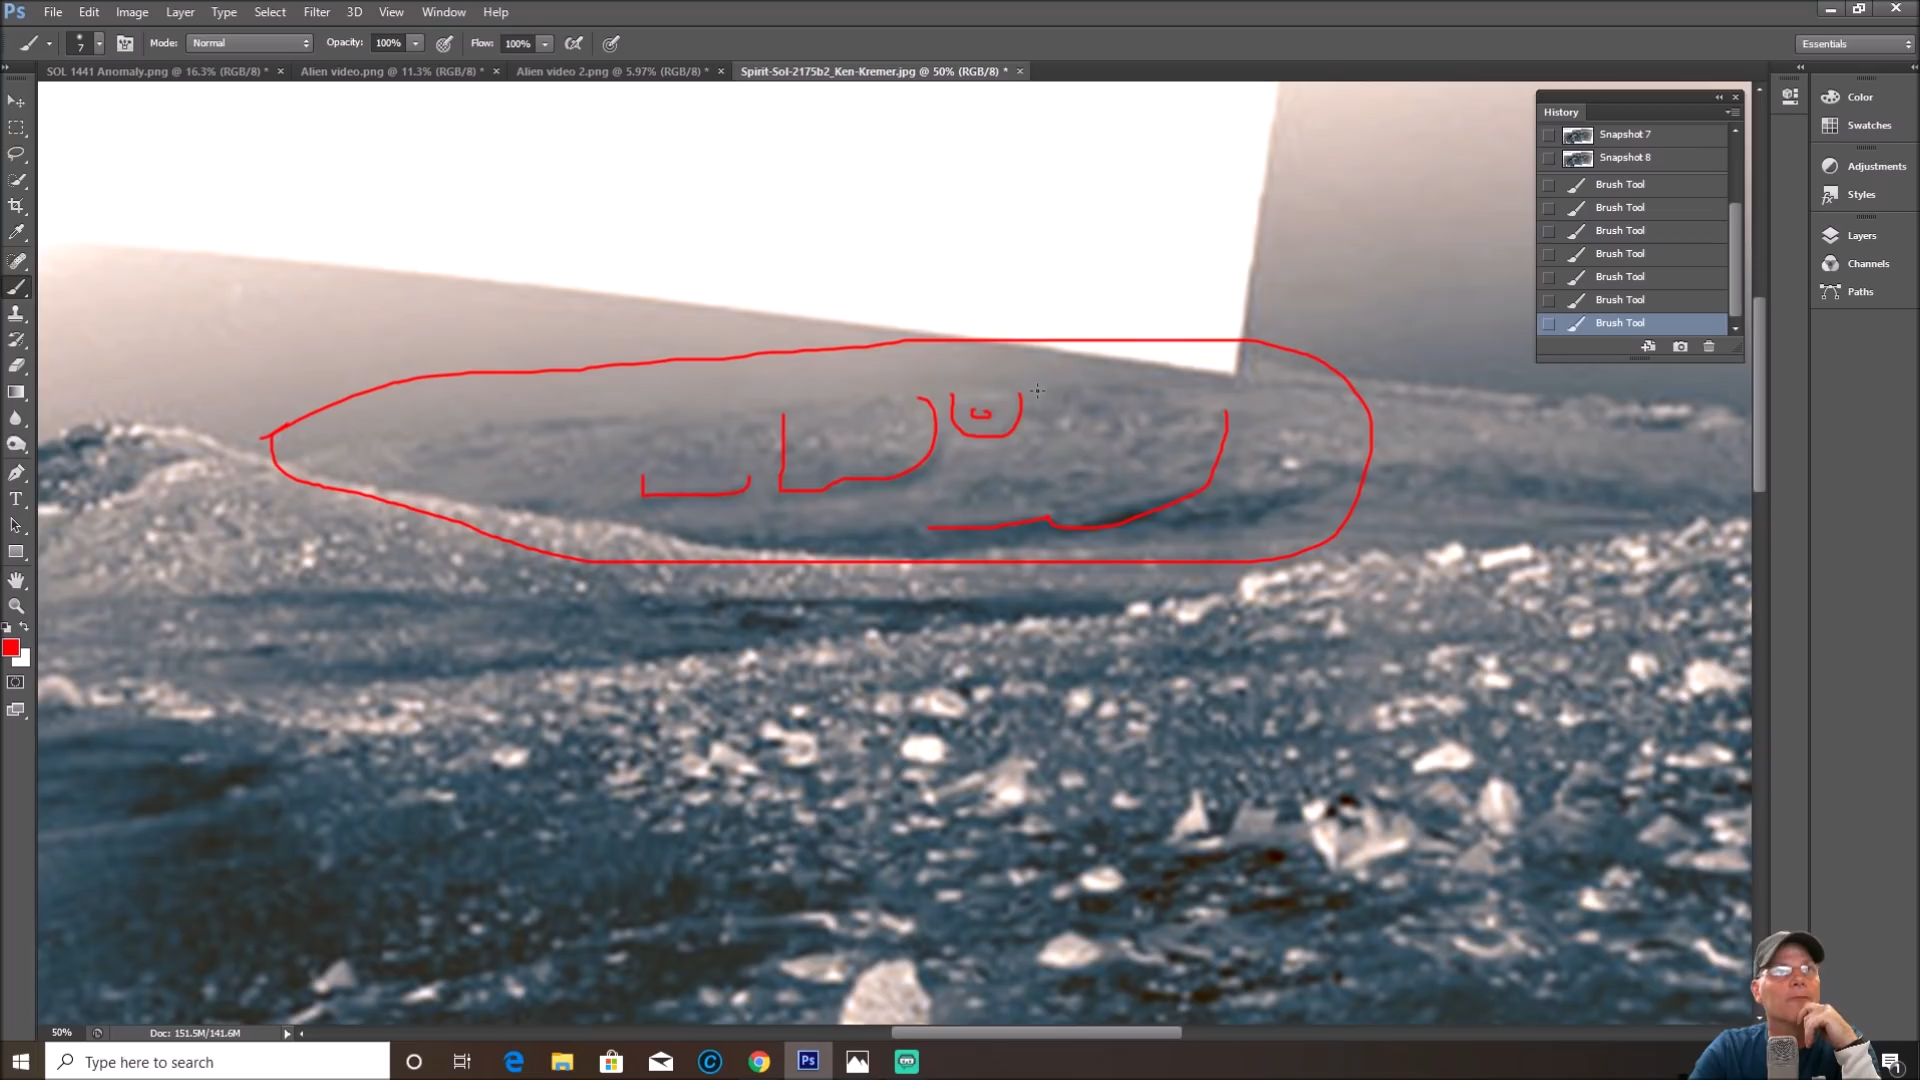 Ps File Edit Image Layer Type Select Filter 3D View Window Help
7 Mode: Normal Opacity: 100% Flow: 100% Essentials
SOL 1441 Anomaly.png @ 16.3% (RGB/8) * × Alien video.png @ 11.3% (RGB/8) * × Alien video 2.png @ 5.97% (RGB/8) * × Spirit-Sol-2175b2_Ken-Kremer.jpg @ 50% (RGB/8) * ×
History
Snapshot 7
Snapshot 8
Brush Tool
Brush Tool
Brush Tool
Brush Tool
Brush Tool
Brush Tool
Brush Tool
Color
Swatches
Adjustments
Styles
Layers
Channels
Paths
50% Doc: 151.5M/141.6M
Type here to search
Ps
1